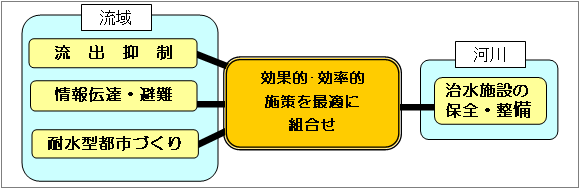 流域
流出抑制
情報伝達・避難
耐水型都市づくり
効果的・効率的
施策を最適に
組合せ
河川
治水施設の
保全・整備